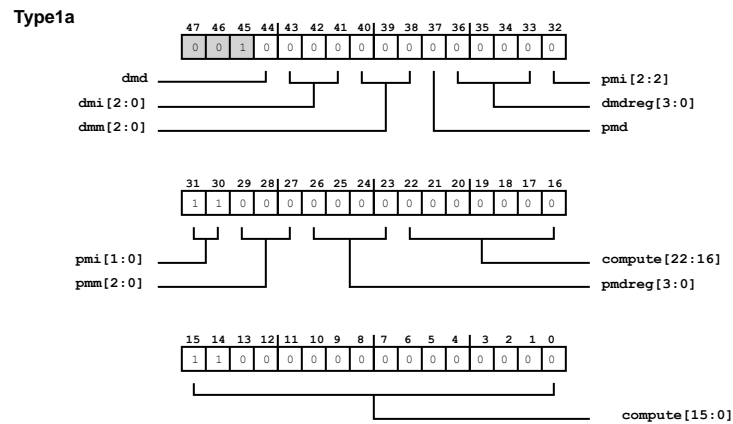 Type1a
47 46 45 44 43 42 41 40 39 38 37 36 35 34 33 32
0 0 1 0 0 0 0 0 0 0 0 0 0 0 0 0
dmd
pmi[2:2]
dmi[2:0]
dmdreg[3:0]
dmm[2:0]
pmd
31 30 29 28 27 26 25 24 23 22 21 20 19 18 17 16
1 1 0 0 0 0 0 0 0 0 0 0 0 0 0 0
pmi[1:0]
compute[22:16]
pmm[2:0]
pmdreg[3:0]
15 14 13 12 11 10 9 8 7 6 5 4 3 2 1 0
1 1 0 0 0 0 0 0 0 0 0 0 0 0 0 0
compute[15:0]